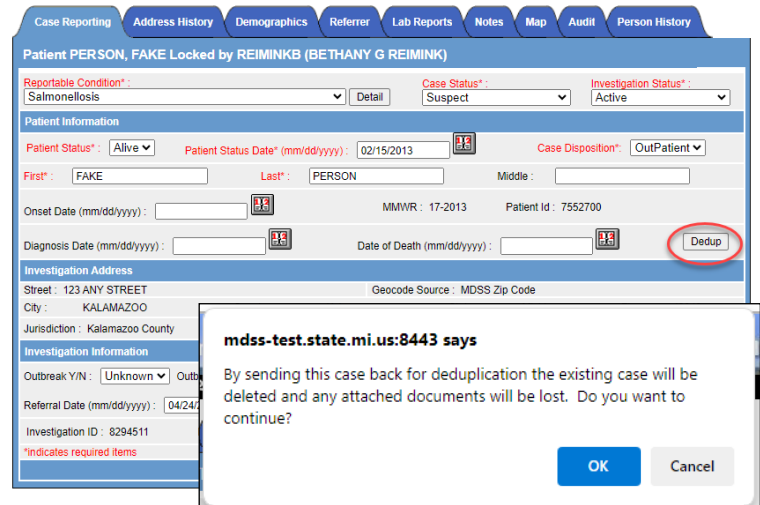 Case Reporting Address History Demographics Referrer Lab Reports Notes Map Audit Person History
Patient PERSON, FAKE Locked by REIMINKB (BETHANY G REIMINK)
Reportable Condition* : Case Status* : Investigation Status* :
Salmonellosis Detail Suspect Active
Patient Information
Patient Status* : Alive Patient Status Date* (mm/dd/yyyy) : 02/15/2013 Case Disposition*: OutPatient
First* : FAKE Last* : PERSON Middle :
Onset Date (mm/dd/yyyy) : MMWR : 17-2013 Patient Id : 7552700
Diagnosis Date (mm/dd/yyyy) : Date of Death (mm/dd/yyyy) : Dedup
Investigation Address
Street : 123 ANY STREET Geocode Source : MDSS Zip Code
City : KALAMAZOO
Jurisdiction : Kalamazoo County
Investigation Information
Outbreak Y/N : Unknown
Referral Date (mm/dd/yyyy) : 04/24/
Investigation ID : 8294511
*indicates required items
mdss-test.state.mi.us:8443 says
By sending this case back for deduplication the existing case will be
deleted and any attached documents will be lost. Do you want to
continue?
OK Cancel